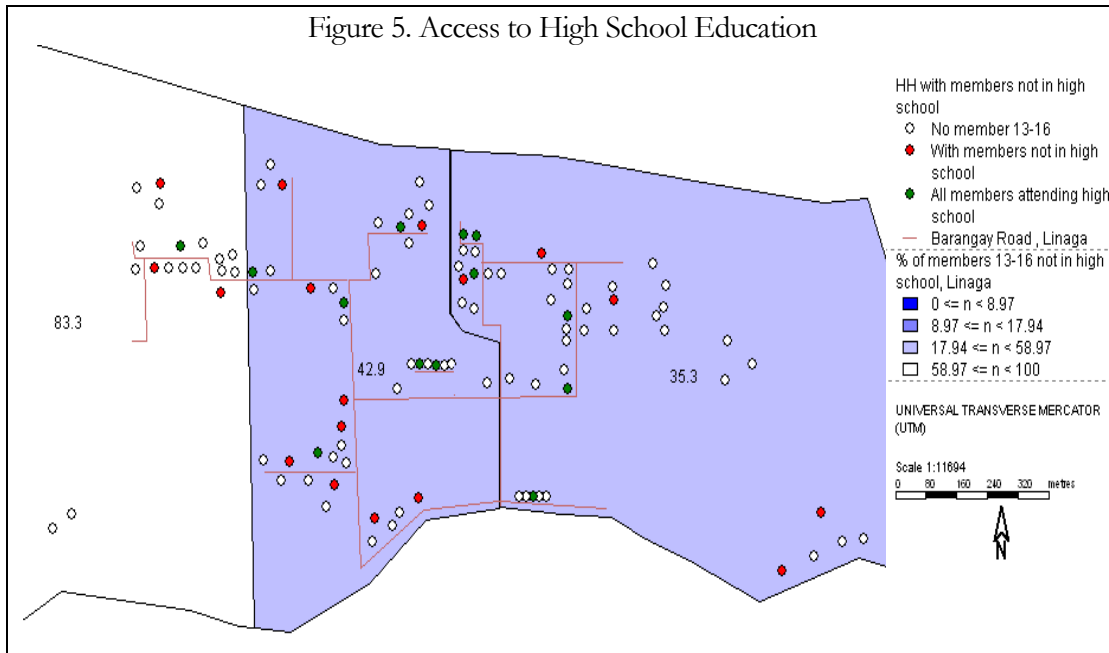 Figure 5. Access to High School Education
HH with members not in high
school
No member 13-16
With members not in high
school
All members attending high
school
Barangay Road , Linaga
% of members 13-16 not in high
school, Linaga
0 <= n < 8.97
8.97 <= n < 17.94
17.94 <= n < 58.97
58.97 <= n < 100
UNIVERSAL TRANSVERSE MERCATOR
(UTM)
Scale 1:11694
0 80 160 240 320 metres
N
83.3
42.9
35.3